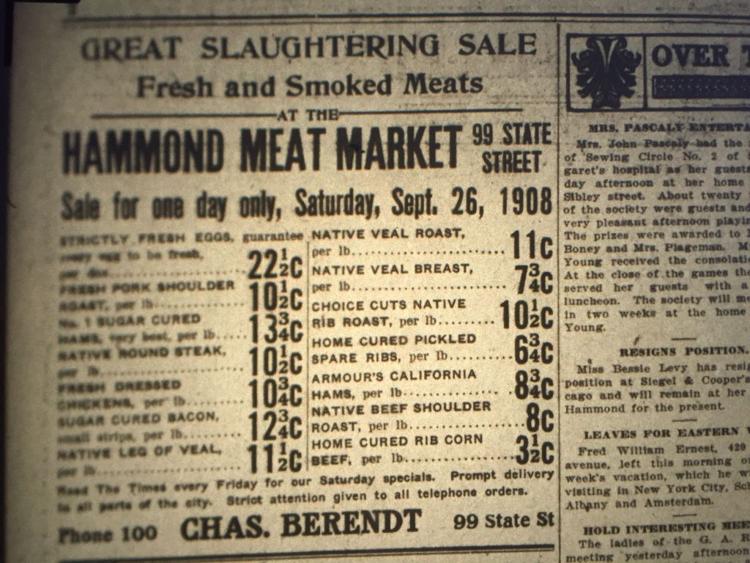 GREAT SLAUGHTERING SALE
Fresh and Smoked Meats
AT THE
HAMMOND MEAT MARKET 99 STATE STREET
Sale for one day only, Saturday, Sept. 26, 1908
STRICTLY FRESH EGGS, guarantee
every egg to be fresh,
per doz. 22½c
FRESH PORK SHOULDER
ROAST, per lb. 10½c
No. 1 SUGAR CURED
HAMS, very best, per lb. 13¾c
NATIVE ROUND STEAK,
per lb. 10½c
FRESH DRESSED
CHICKENS, per lb. 10¾c
SUGAR CURED BACON,
small strips, per lb. 12¾c
NATIVE LEG OF VEAL,
per lb. 11½c
NATIVE VEAL ROAST,
per lb. 11c
NATIVE VEAL BREAST,
per lb. 7¾c
CHOICE CUTS NATIVE
RIB ROAST, per lb. 10½c
HOME CURED PICKLED
SPARE RIBS, per lb. 6¾c
ARMOUR'S CALIFORNIA
HAMS, per lb. 8¾c
NATIVE BEEF SHOULDER
ROAST, per lb. 8c
HOME CURED RIB CORN
BEEF, per lb. 3½c
Read The Times every Friday for our Saturday specials. Prompt delivery
to all parts of the city. Strict attention given to all telephone orders.
Phone 100 CHAS. BERENDT 99 State St
OVER
MRS. PASCALY ENTERT
Mrs. John Pascaly had the
of Sewing Circle No. 2 of
garet's hospital as her guests
day afternoon at her home
Sibley street. About twenty
of the society were guests and
very pleasant afternoon playin
The prizes were awarded to
Boney and Mrs. Plageman. M
Young received the consolati
At the close of the games th
served her guests with a
luncheon. The society will me
in two weeks at the home
Young.
RESIGNS POSITION.
Miss Bessie Levy has resig
position at Siegel & Cooper's
cago and will remain at her
Hammond for the present.
LEAVES FOR EASTERN
Fred William Ernest, 429
avenue, left this morning o
week's vacation, which he w
visiting in New York City, Sch
Albany and Amsterdam.
HOLD INTERESTING MEE
The ladies of the G. A. R
meeting yesterday afternoon